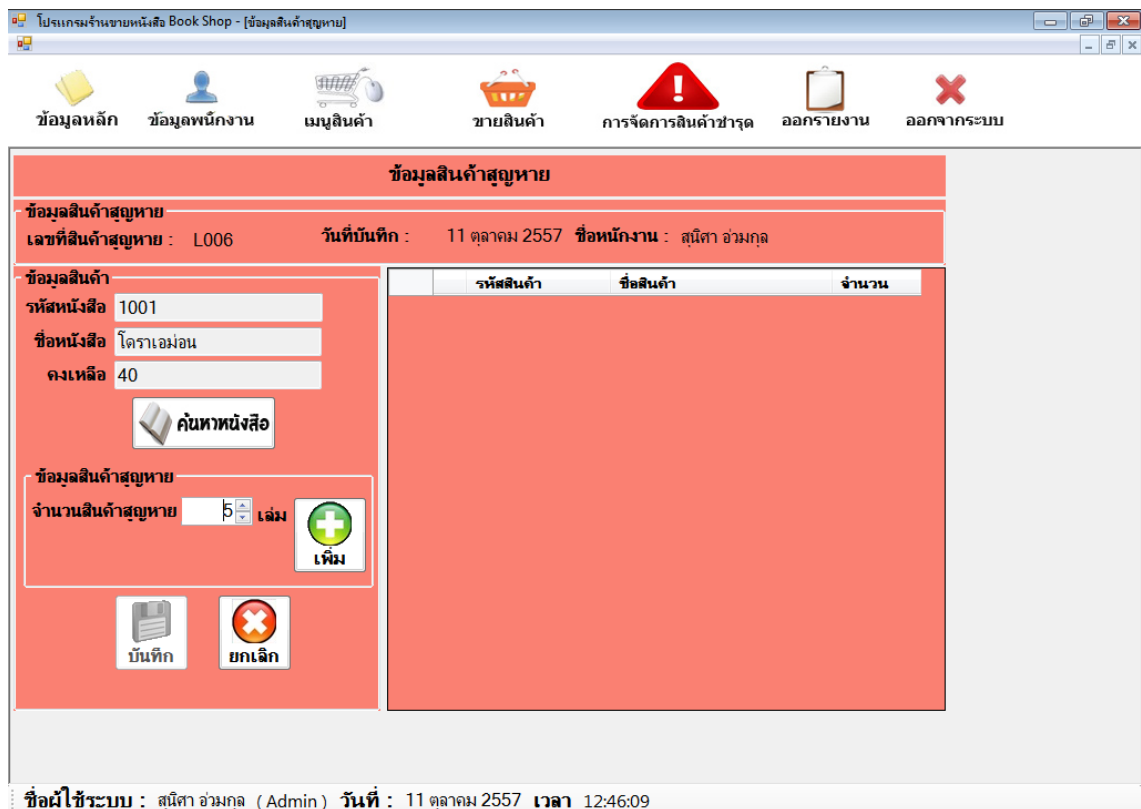 โปรแกรมร้านขายหนังสือ Book Shop - [ข้อมูลสินค้าสุญหาย]
ข้อมูลหลัก ข้อมูลพนักงาน เมนูสินค้า ขายสินค้า การจัดการสินค้าชำรุด ออกรายงาน ออกจากระบบ
ข้อมูลสินค้าสุญหาย
ข้อมูลสินค้าสุญหาย
เลขที่สินค้าสุญหาย : L006 วันที่บันทึก : 11 ตุลาคม 2557 ชื่อพนักงาน : สุนิศา อ่วมกุล
ข้อมูลสินค้า
รหัสสินค้า ชื่อสินค้า จำนวน
รหัสหนังสือ 1001
ชื่อหนังสือ โดราเอม่อน
คงเหลือ 40
ค้นหาหนังสือ
ข้อมูลสินค้าสุญหาย
จำนวนสินค้าสุญหาย 5 เล่ม
เพิ่ม
บันทึก ยกเลิก
ชื่อผู้ใช้ระบบ : สุนิศา อ่วมกุล ( Admin ) วันที่ : 11 ตุลาคม 2557 เวลา 12:46:09